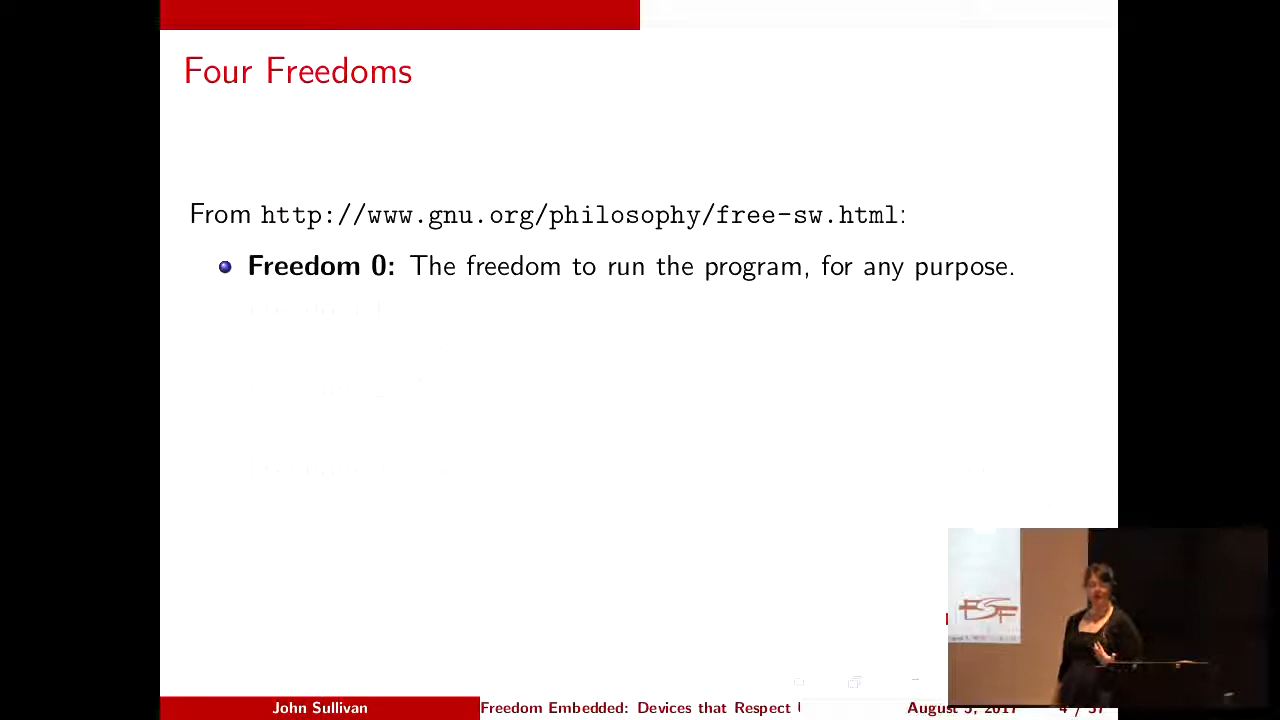 Four Freedoms
From http://www.gnu.org/philosophy/free-sw.html:
Freedom 0: The freedom to run the program, for any purpose.
FSF
John Sullivan
Freedom Embedded: Devices that Respect
August 5, 2017
4 / 37